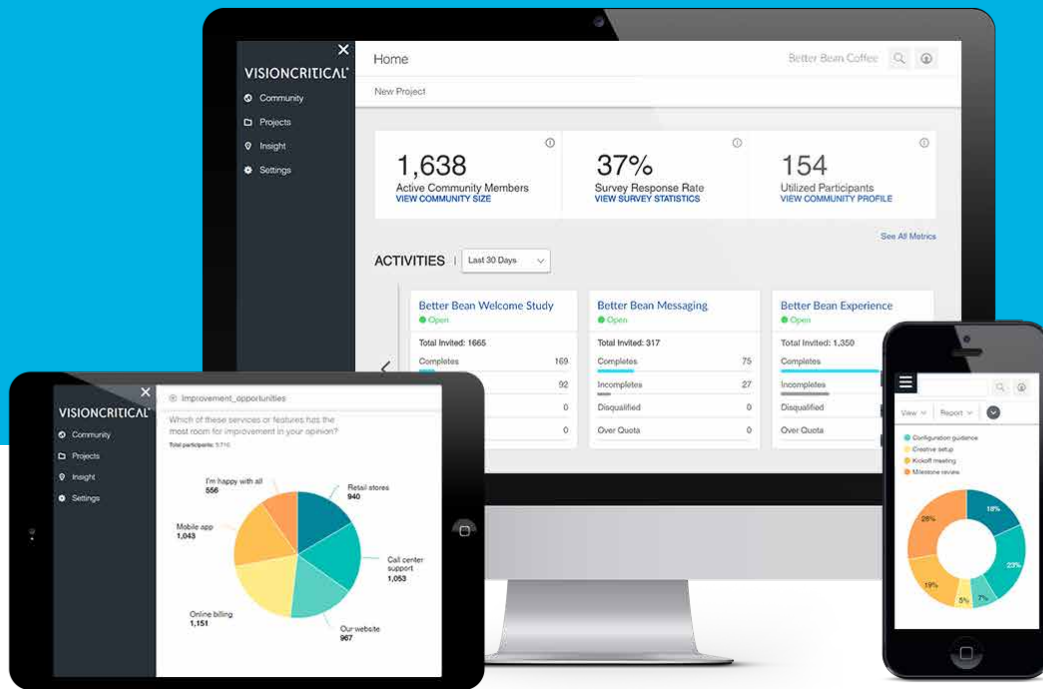 VISIONCRITICAL
Community
Projects
Insight
Settings
Home
Better Bean Coffee
New Project
1,638
Active Community Members
VIEW COMMUNITY SIZE
37%
Survey Response Rate
VIEW SURVEY STATISTICS
154
Utilized Participants
VIEW COMMUNITY PROFILE
See All Metrics
ACTIVITIES | Last 30 Days
Better Bean Welcome Study
Open
Total Invited: 1665
Completes 169
92
0
0
Better Bean Messaging
Open
Total Invited: 317
Completes 75
Incompletes 27
Disqualified 0
Over Quota 0
Better Bean Experience
Open
Total Invited: 1,350
Completes
Incompletes
Disqualified
Over Quota
VISIONCRITICAL
Community
Projects
Insight
Settings
Improvement_opportunities
Which of these services or features has the
most room for improvement in your opinion?
Total participants: 5,710
I'm happy with all
556
Retail stores
940
Mobile app
1,043
Call center
support
1,053
Online billing
1,151
Our website
967
View
Report
Configuration guidance
Creative setup
Kickoff meeting
Milestone review
18%
23%
7%
5%
19%
28%